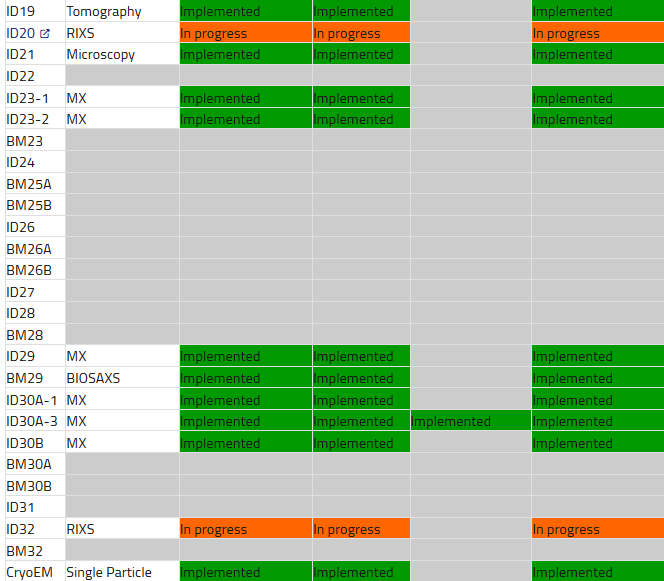 ID19 Tomography Implemented Implemented Implemented
ID20 RIXS In progress In progress In progress
ID21 Microscopy Implemented Implemented Implemented
ID22
ID23-1 MX Implemented Implemented Implemented
ID23-2 MX Implemented Implemented Implemented
BM23
ID24
BM25A
BM25B
ID26
BM26A
BM26B
ID27
ID28
BM28
ID29 MX Implemented Implemented Implemented
BM29 BIOSAXS Implemented Implemented Implemented
ID30A-1 MX Implemented Implemented Implemented
ID30A-3 MX Implemented Implemented Implemented Implemented
ID30B MX Implemented Implemented Implemented
BM30A
BM30B
ID31
ID32 RIXS In progress In progress In progress
BM32
CryoEM Single Particle Implemented Implemented Implemented